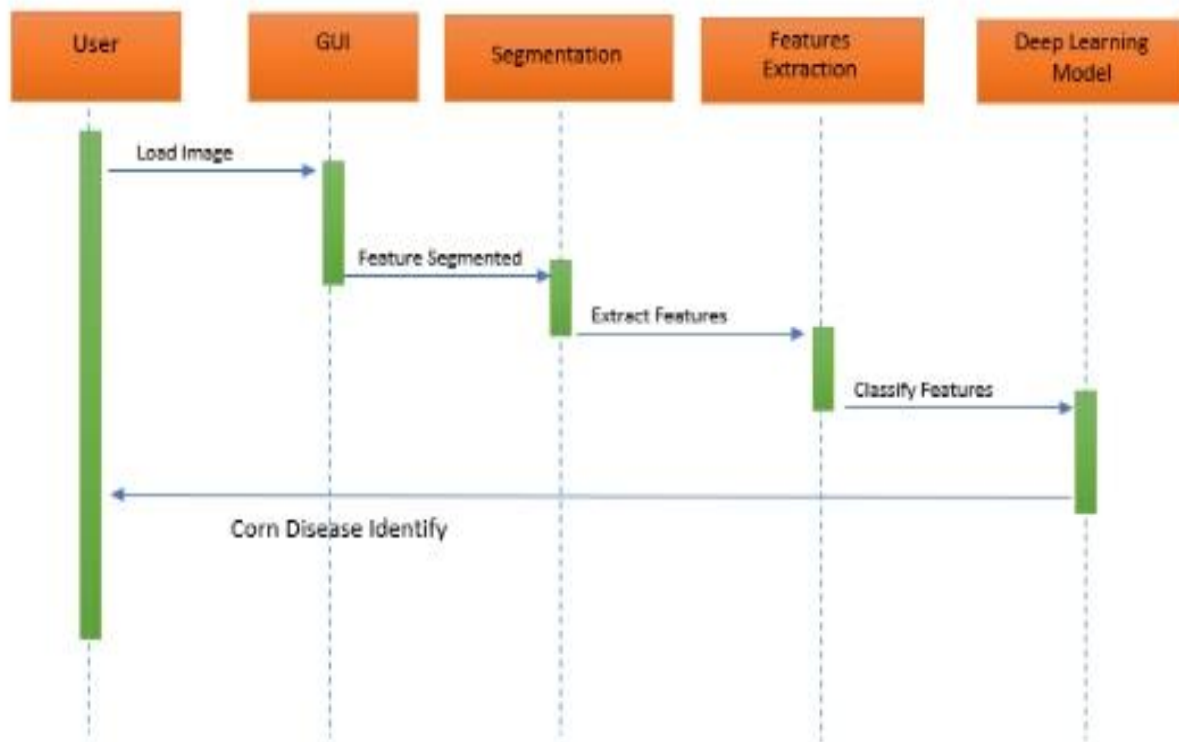 User
GUI
Segmentation
Features
Extraction
Deep Learning
Model
Load Image
Feature Segmented
Extract Features
Classify Features
Corn Disease Identify